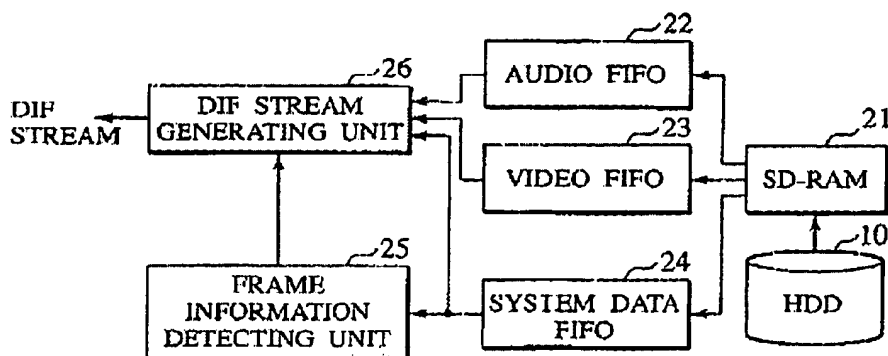 22
AUDIO FIFO
26
DIF STREAM
GENERATING UNIT
DIF
STREAM
23
VIDEO FIFO
21
SD-RAM
25
FRAME
INFORMATION
DETECTING UNIT
24
SYSTEM DATA
FIFO
10
HDD